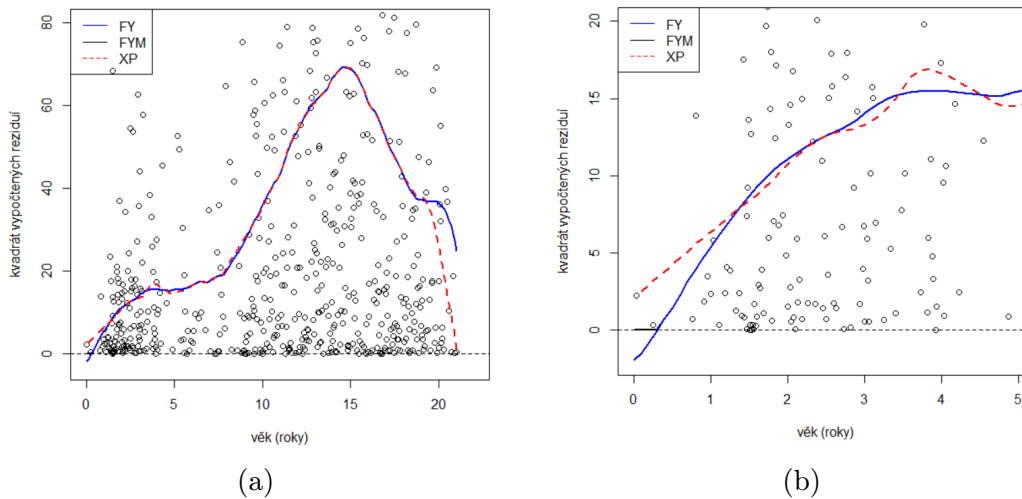 FY
FYM
XP
kvadrát vypočtených reziduí
0
20
40
60
80
0
5
10
15
20
věk (roky)
(a)
FY
FYM
XP
kvadrát vypočtených reziduí
0
5
10
15
20
0
1
2
3
4
5
věk (roky)
(b)